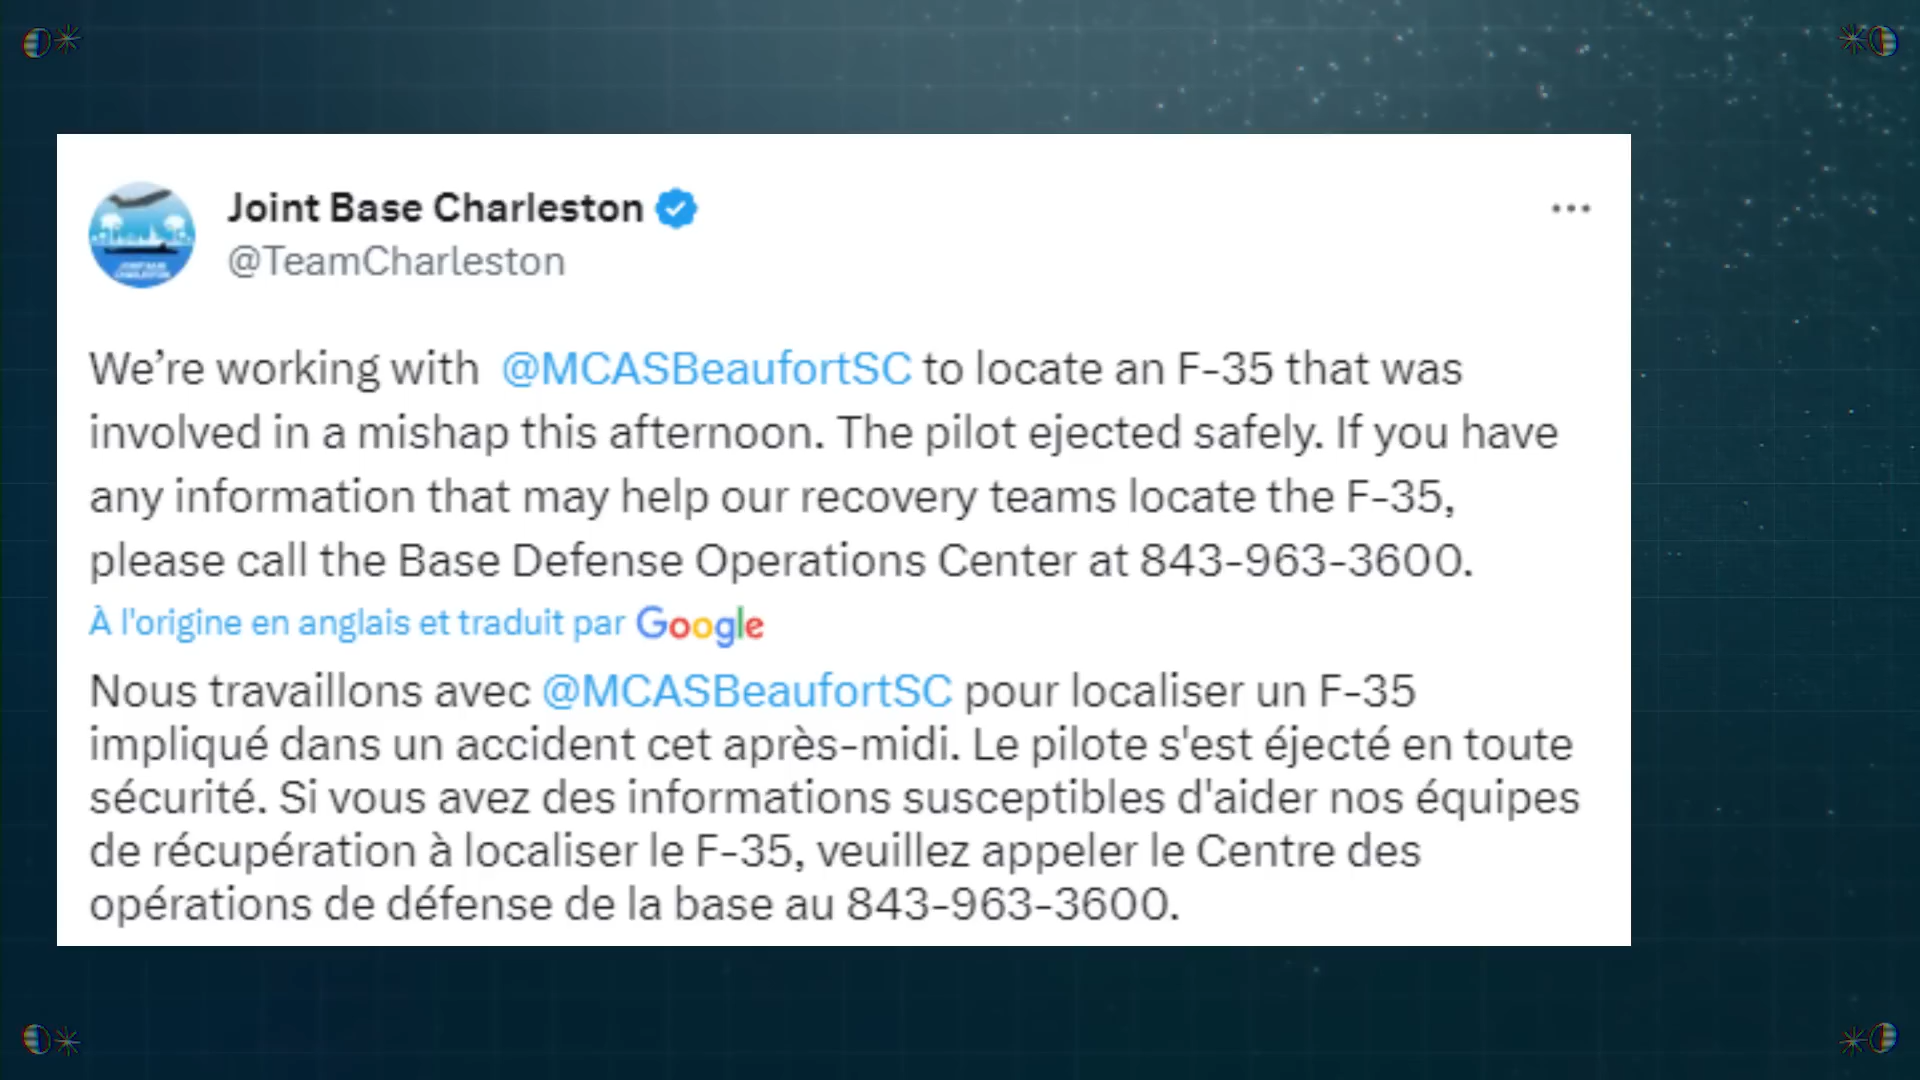 Joint Base Charleston
@TeamCharleston
We’re working with @MCASBeaufortSC to locate an F-35 that was
involved in a mishap this afternoon. The pilot ejected safely. If you have
any information that may help our recovery teams locate the F-35,
please call the Base Defense Operations Center at 843-963-3600.
À l'origine en anglais et traduit par Google
Nous travaillons avec @MCASBeaufortSC pour localiser un F-35
impliqué dans un accident cet après-midi. Le pilote s'est éjecté en toute
sécurité. Si vous avez des informations susceptibles d'aider nos équipes
de récupération à localiser le F-35, veuillez appeler le Centre des
opérations de défense de la base au 843-963-3600.